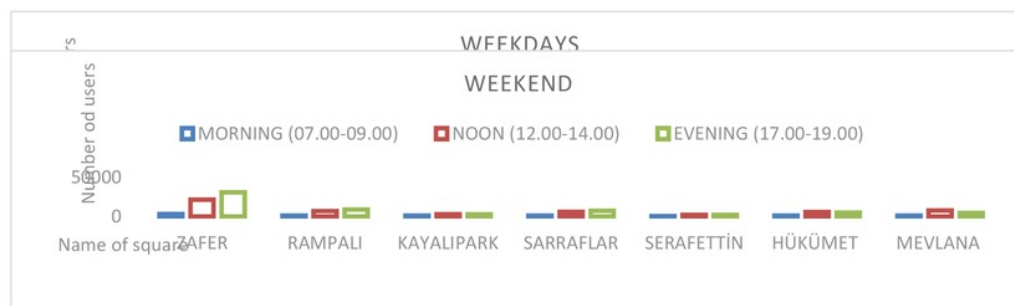 WEEKDAYS
rs
WEEKEND
Number od users
MORNING (07.00-09.00) NOON (12.00-14.00) EVENING (17.00-19.00)
50000
0
Name of square ZAFER RAMPALI KAYALIPARK SARRAFLAR SERAFETTİN HÜKÜMET MEVLANA